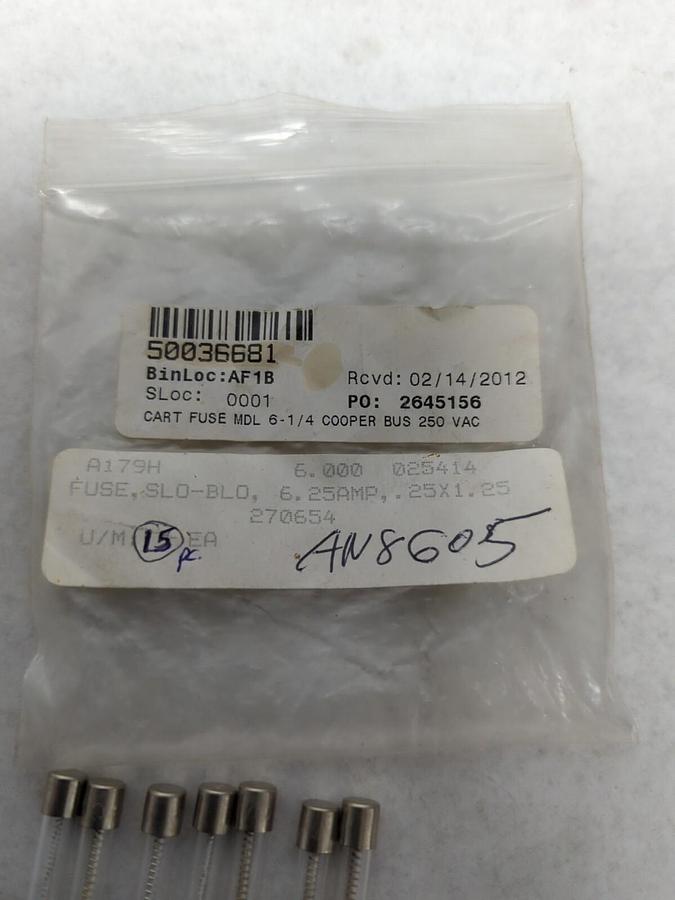 50036681
BinLoc:AF1B
Rcvd: 02/14/2012
SLoc: 0001
PO: 2645156
CART FUSE MDL 6-1/4 COOPER BUS 250 VAC
A179H 6.000 025414
FUSE,SLO-BLO, 6.25AMP,.25X1.25
270654
U/M 15 EA
pc
AN8605